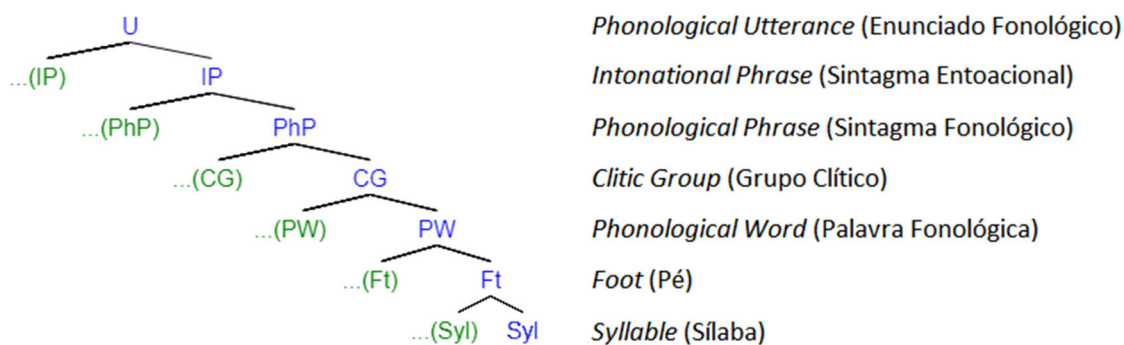 U Phonological Utterance (Enunciado Fonológico)
...(IP) IP Intonational Phrase (Sintagma Entoacional)
...(PhP) PhP Phonological Phrase (Sintagma Fonológico)
...(CG) CG Clitic Group (Grupo Clítico)
...(PW) PW Phonological Word (Palavra Fonológica)
...(Ft) Ft Foot (Pé)
...(Syl) Syl Syllable (Sílaba)